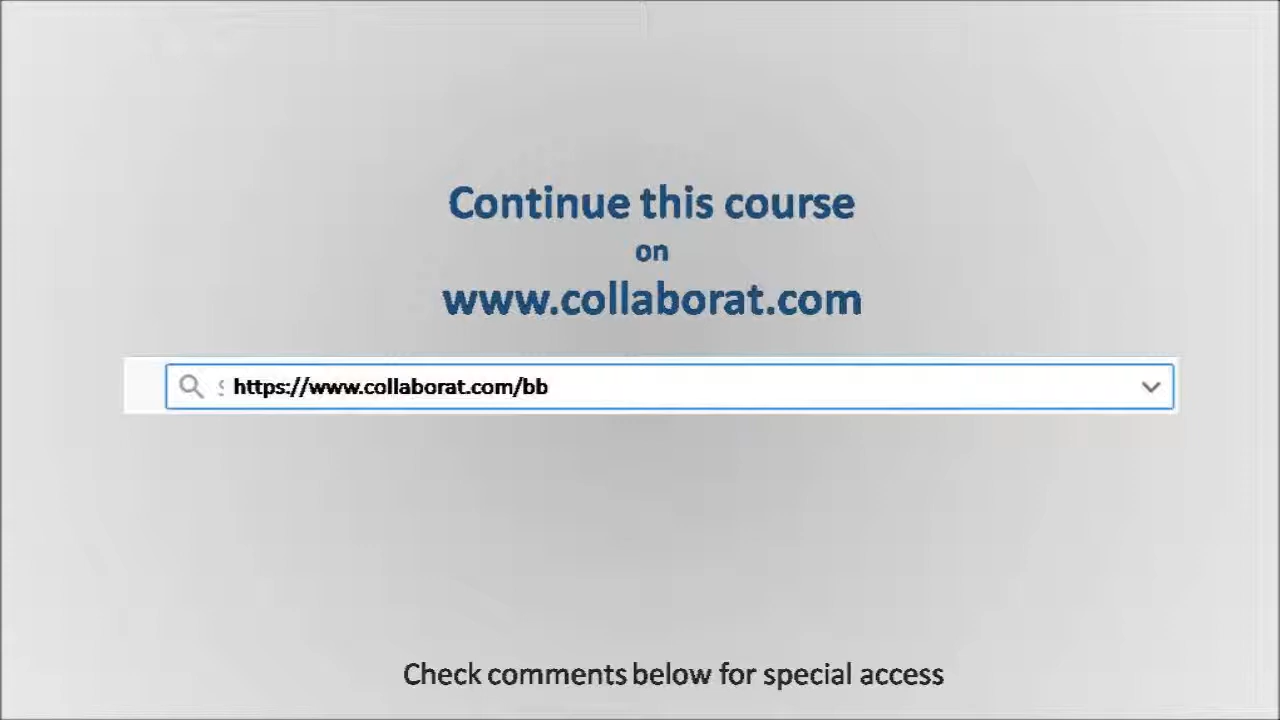 Continue this course
on
www.collaborat.com
https://www.collaborat.com/bb
Check comments below for special access